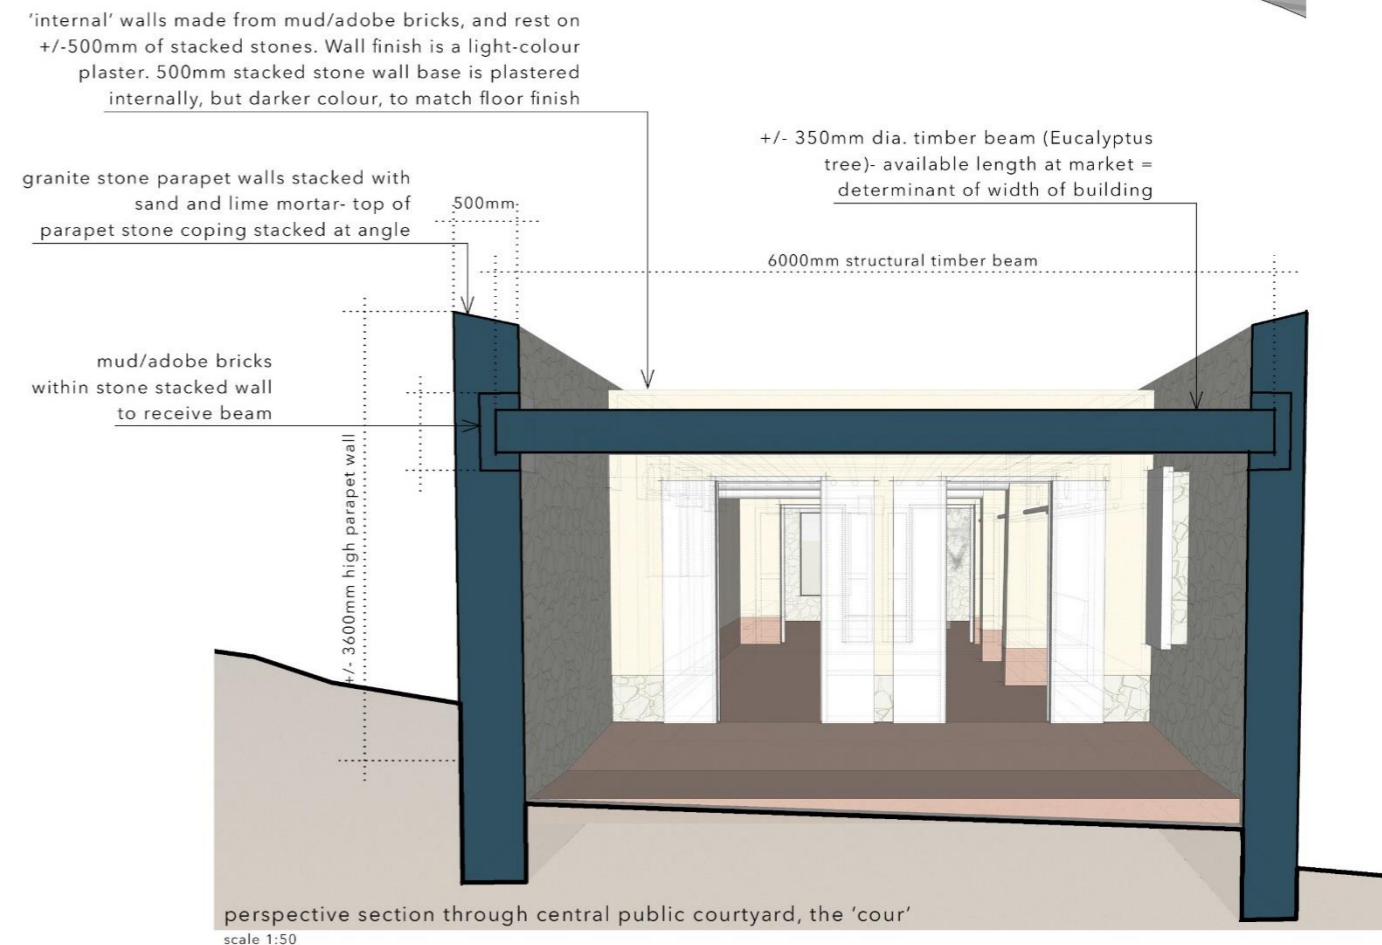 'internal' walls made from mud/adobe bricks, and rest on
+/-500mm of stacked stones. Wall finish is a light-colour
plaster. 500mm stacked stone wall base is plastered
internally, but darker colour, to match floor finish
+/- 350mm dia. timber beam (Eucalyptus
tree)- available length at market =
determinant of width of building
granite stone parapet walls stacked with
sand and lime mortar- top of
parapet stone coping stacked at angle
500mm
6000mm structural timber beam
mud/adobe bricks
within stone stacked wall
to receive beam
+/- 3600mm high parapet wall
perspective section through central public courtyard, the 'cour'
scale 1:50